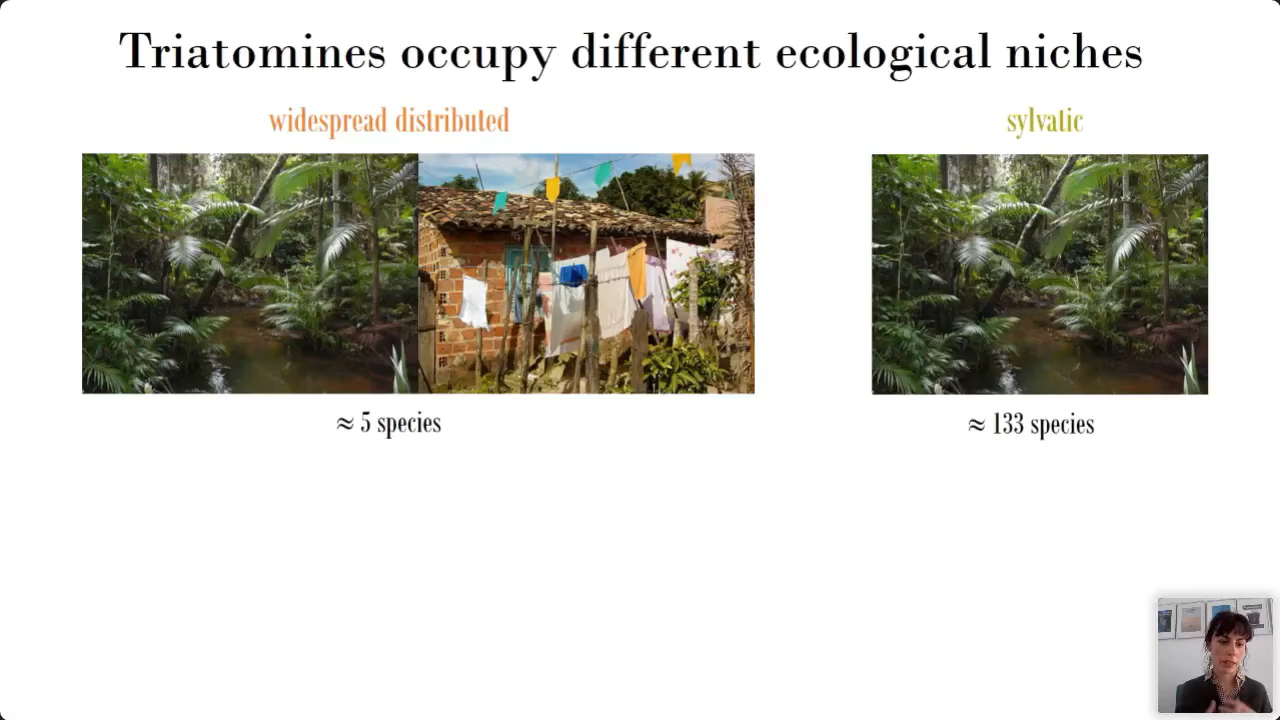 Triatomines occupy different ecological niches
widespread distributed
sylvatic
≈ 5 species
≈ 133 species